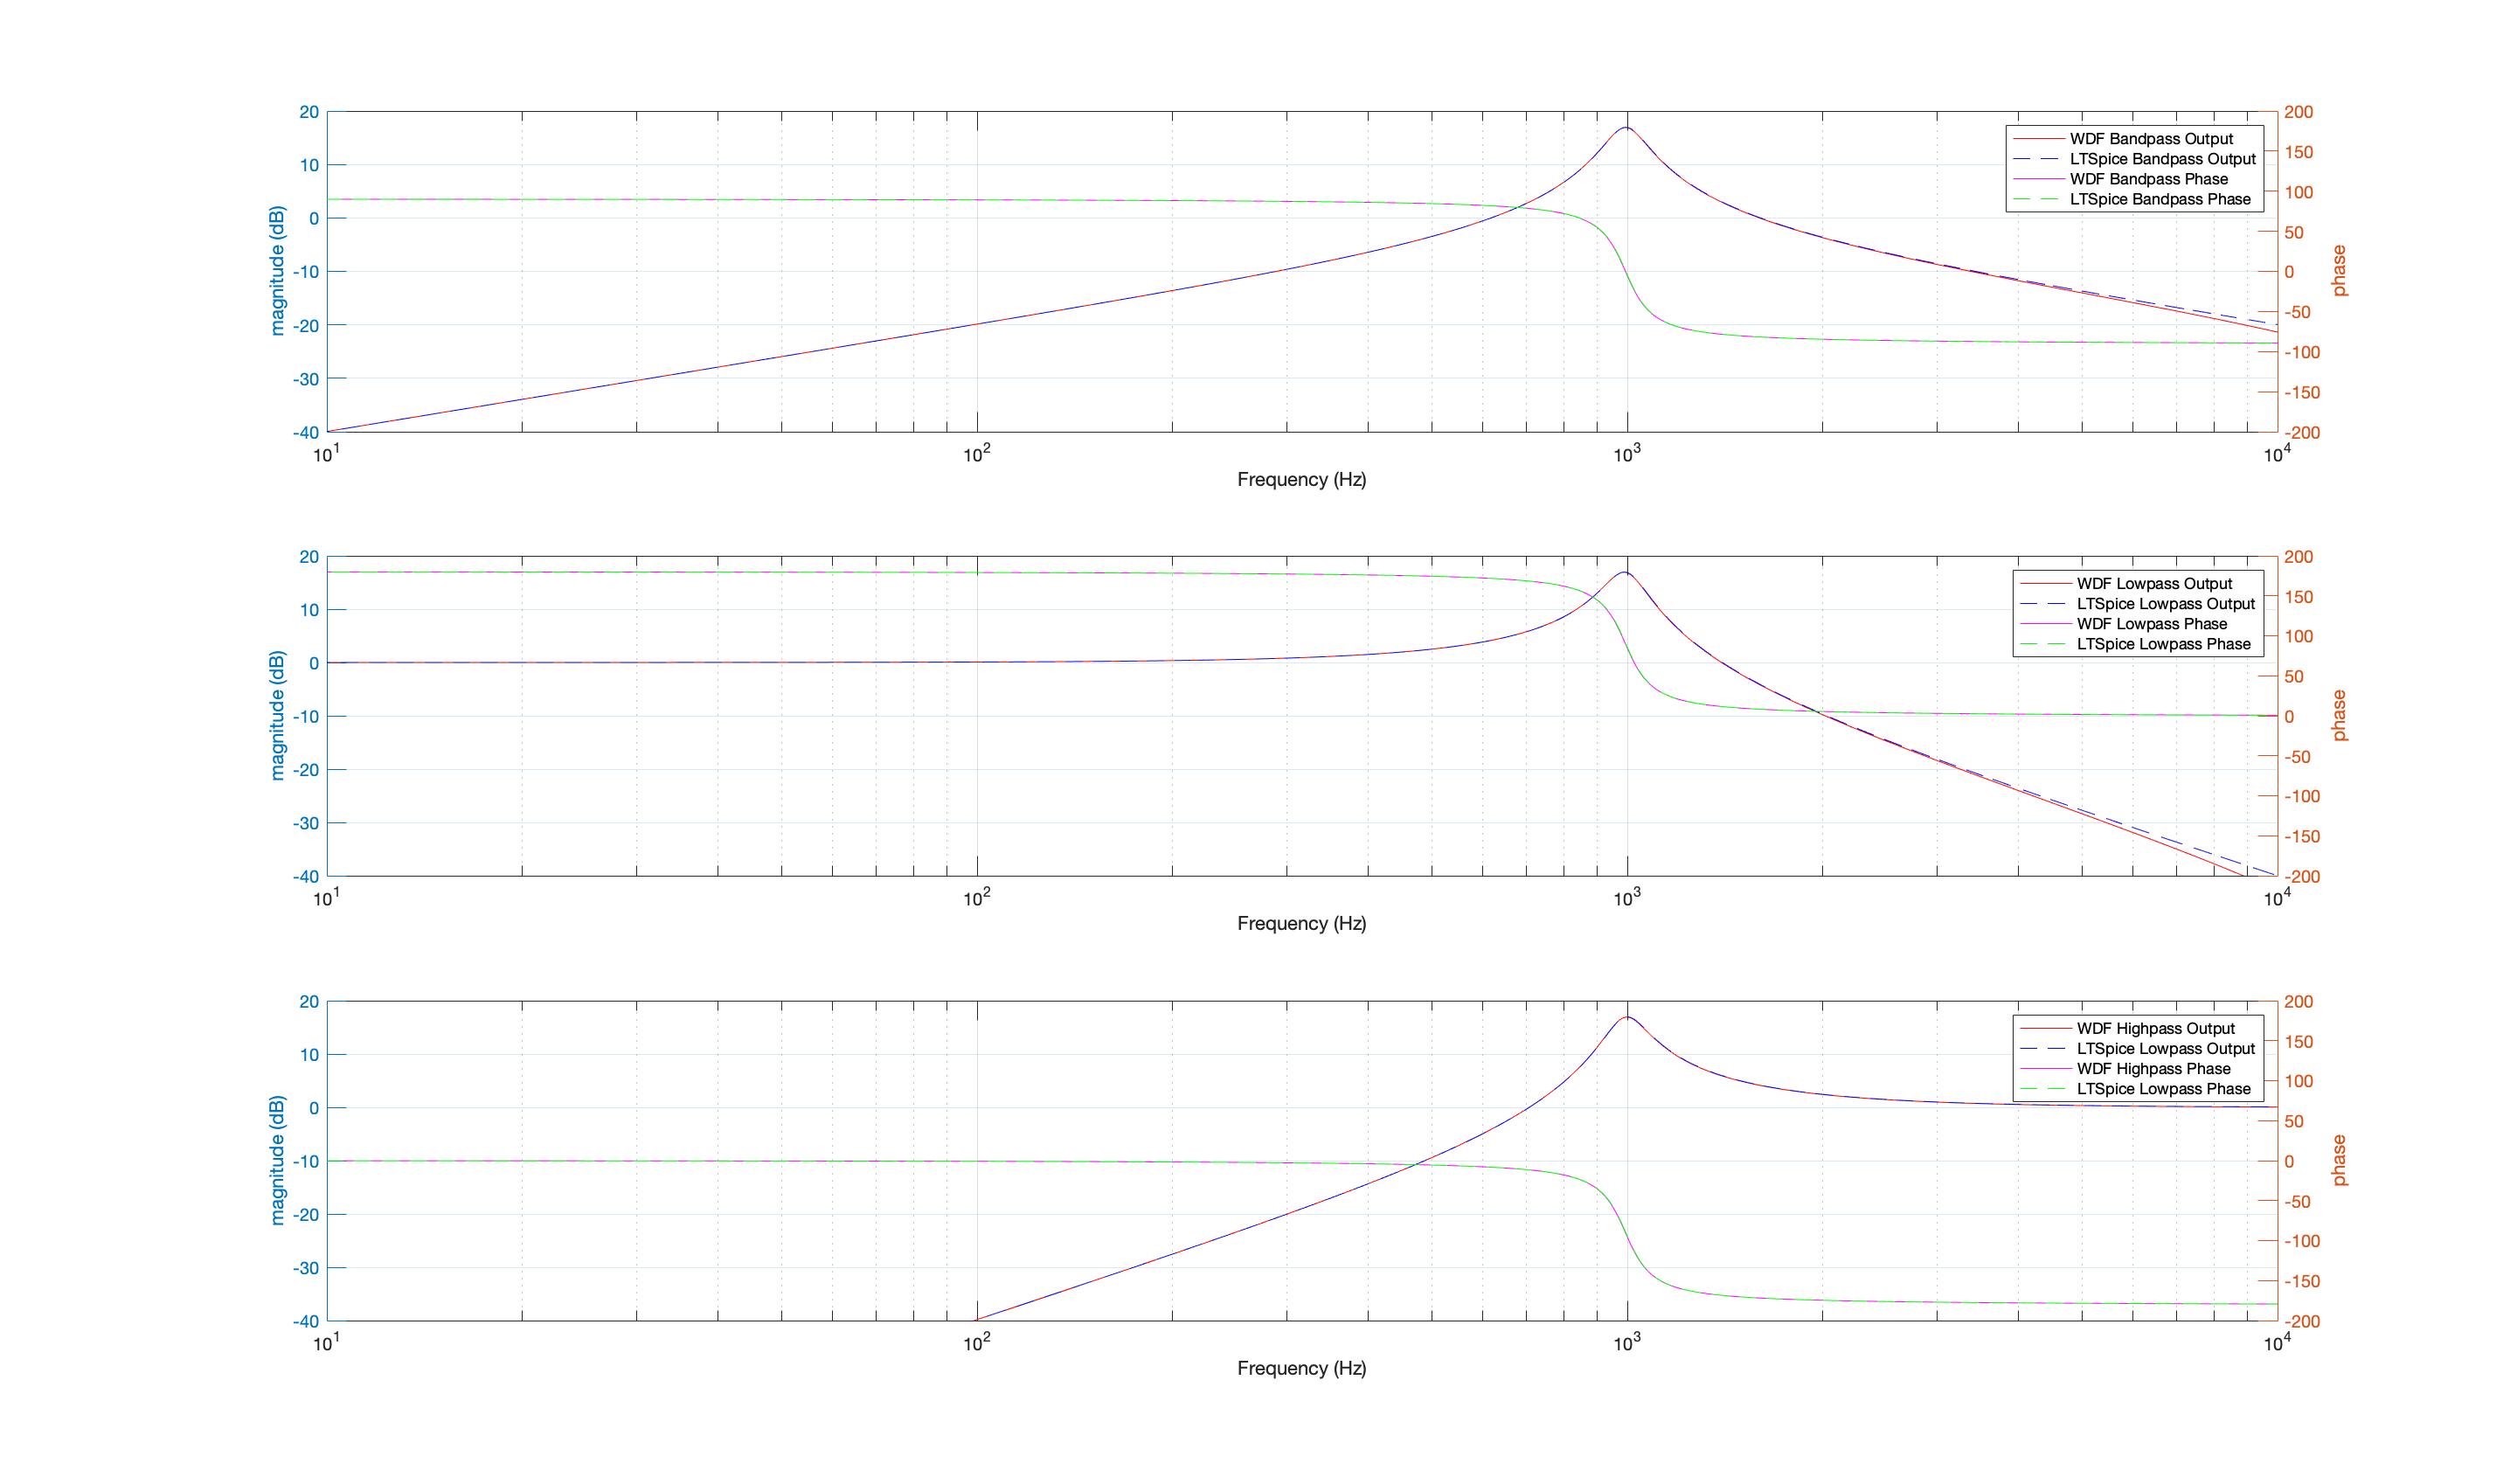 20
10
0
-10
-20
-30
-40
magnitude (dB)
200
150
100
50
0
-50
-100
-150
-200
phase
WDF Bandpass Output
LTSpice Bandpass Output
WDF Bandpass Phase
LTSpice Bandpass Phase
10^1 10^2 10^3 10^4
Frequency (Hz)
20
10
0
-10
-20
-30
-40
magnitude (dB)
200
150
100
50
0
-50
-100
-150
-200
phase
WDF Lowpass Output
LTSpice Lowpass Output
WDF Lowpass Phase
LTSpice Lowpass Phase
10^1 10^2 10^3 10^4
Frequency (Hz)
20
10
0
-10
-20
-30
-40
magnitude (dB)
200
150
100
50
0
-50
-100
-150
-200
phase
WDF Highpass Output
LTSpice Lowpass Output
WDF Highpass Phase
LTSpice Lowpass Phase
10^1 10^2 10^3 10^4
Frequency (Hz)